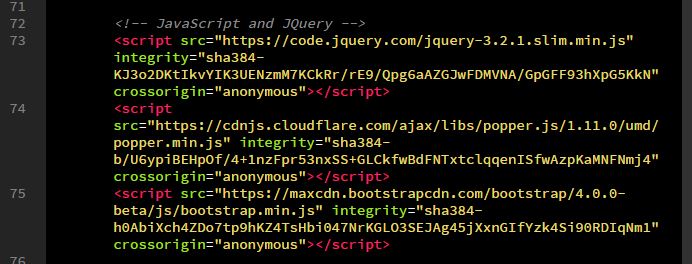 71
72 <!-- JavaScript and JQuery -->
73 <script src="https://code.jquery.com/jquery-3.2.1.slim.min.js"
integrity="sha384-
KJ3o2DKtIkvYIK3UENzmM7KCkRr/rE9/Qpg6aAZGJwFDMVNA/GpGFF93hXpG5KkN"
crossorigin="anonymous"></script>
74 <script
src="https://cdnjs.cloudflare.com/ajax/libs/popper.js/1.11.0/umd/
popper.min.js" integrity="sha384-
b/U6ypiBEHpOf/4+1nzFpr53nxSS+GLCkfwBdFNTxtclqqenISfwAzpKaMNFNmj4"
crossorigin="anonymous"></script>
75 <script src="https://maxcdn.bootstrapcdn.com/bootstrap/4.0.0-
beta/js/bootstrap.min.js" integrity="sha384-
h0AbiXch4ZDo7tp9hKZ4TsHbi047NrKGLO3SEJAg45jXxnGIfYzk4Si90RDIqNm1"
crossorigin="anonymous"></script>
76